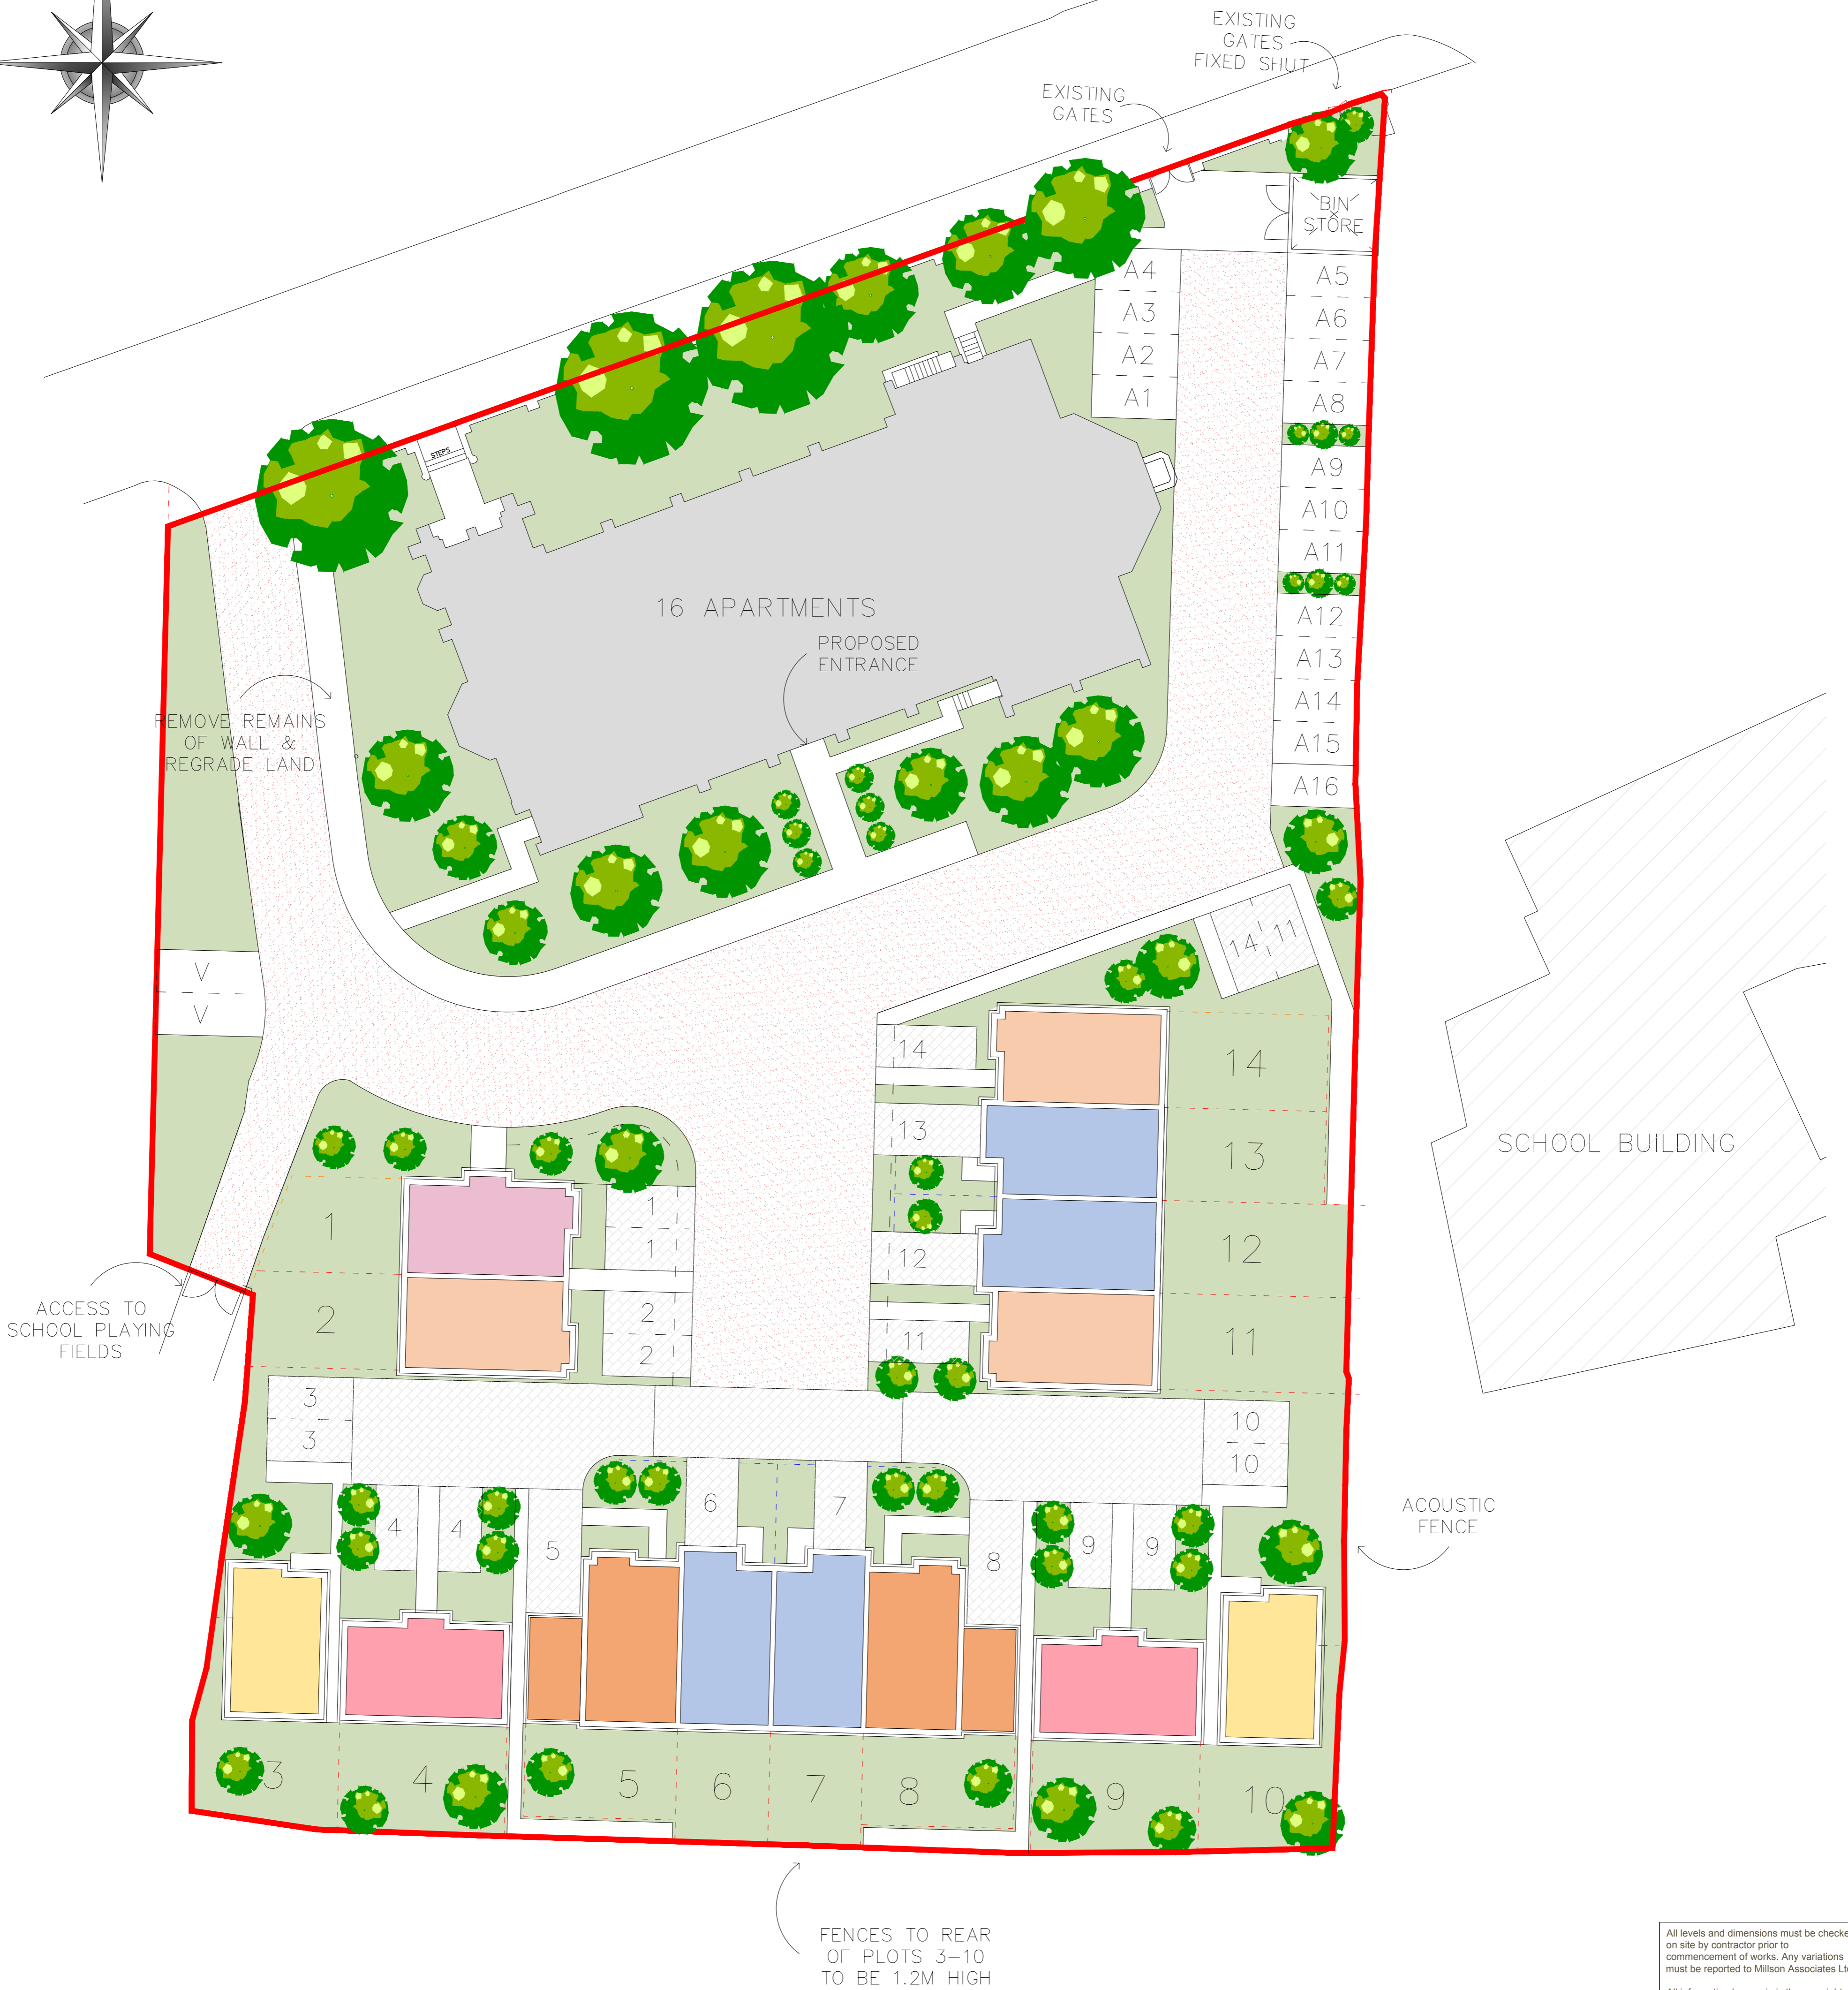 EXISTING
GATES
FIXED SHUT
EXISTING
GATES
BIN
STORE
A4
A3
A2
A1
A5
A6
A7
A8
A9
A10
A11
A12
A13
A14
A15
A16
STEPS
16 APARTMENTS
PROPOSED
ENTRANCE
REMOVE REMAINS
OF WALL &
REGRADE LAND
V
V
14 11
14
14
13
13
12
12
11
11
SCHOOL BUILDING
1
1
1
2
2
2
ACCESS TO
SCHOOL PLAYING
FIELDS
3
3
10
10
4
4
5
6
7
8
9
9
ACOUSTIC
FENCE
3
4
5
6
7
8
9
10
FENCES TO REAR
OF PLOTS 3-10
TO BE 1.2M HIGH
All levels and dimensions must be checke
on site by contractor prior to
commencement of works. Any variations
must be reported to Millson Associates Lt